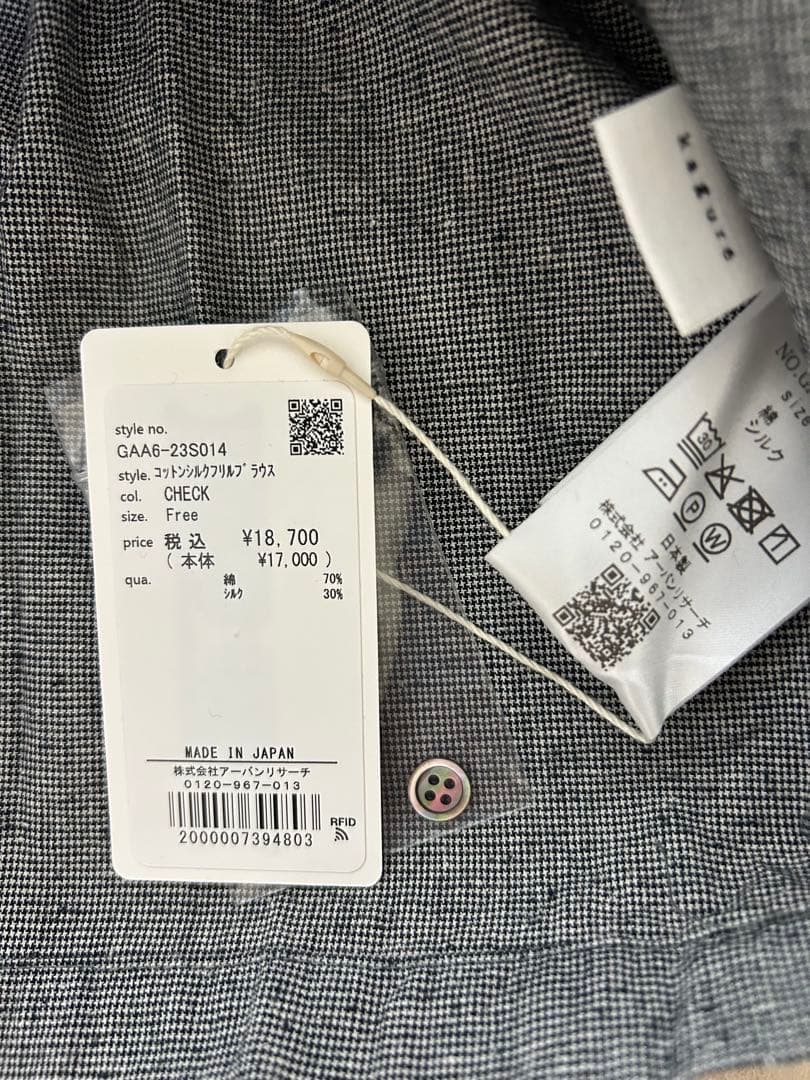 style no.
GAA6-23S014
style. コットンシルクフリルブラウス
col. CHECK
size. Free
price 税込 ¥18,700
(本体 ¥17,000)
qua. 綿 70%
シルク 30%
MADE IN JAPAN
株式会社アーバンリサーチ
0120-967-013
2000007394803
RFID
kagure
NO.
size
綿
シルク
30
P
W
日本製
株式会社 アーバンリサーチ
0120-967-013